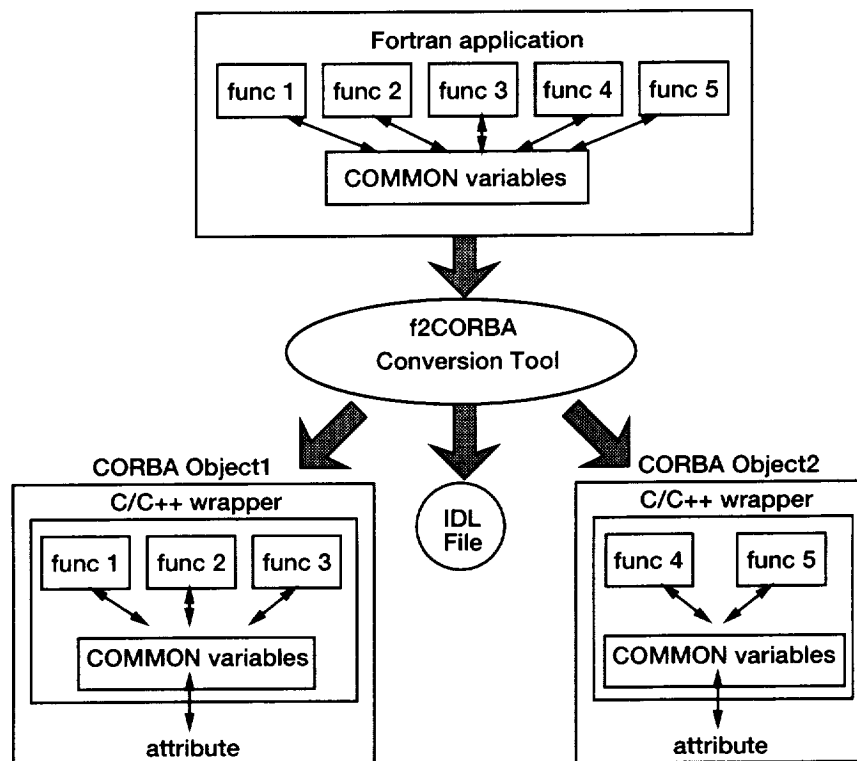 Fortran application
func 1
func 2
func 3
func 4
func 5
COMMON variables
f2CORBA
Conversion Tool
CORBA Object1
C/C++ wrapper
func 1
func 2
func 3
COMMON variables
attribute
IDL
File
CORBA Object2
C/C++ wrapper
func 4
func 5
COMMON variables
attribute